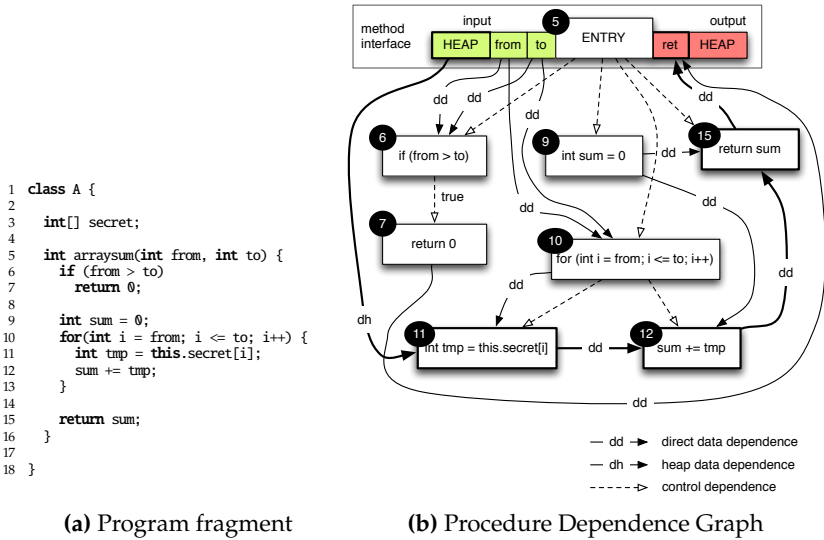 1 class A {
2
3 int[] secret;
4
5 int arraysum(int from, int to) {
6 if (from > to)
7 return 0;
8
9 int sum = 0;
10 for(int i = from; i <= to; i++) {
11 int tmp = this.secret[i];
12 sum += tmp;
13 }
14
15 return sum;
16 }
17
18 }
(a) Program fragment
method interface
input
output
5
HEAP from to ENTRY ret HEAP
dd
dd
dd
dd
6
if (from > to)
9
int sum = 0
dd
15
return sum
true
7
return 0
dd
dd
10
for (int i = from; i <= to; i++)
dd
dd
dh
11
int tmp = this.secret[i]
dd
12
sum += tmp
dd
dd direct data dependence
dh heap data dependence
control dependence
(b) Procedure Dependence Graph